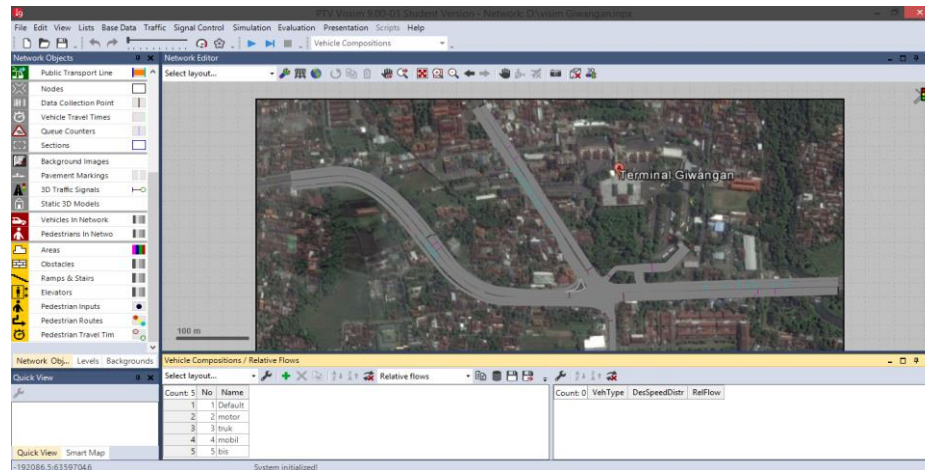 PTV Vissim 9.00-03 Student Version - Network: D:\visim Giwangan.inpx
File Edit View Lists Base Data Traffic Signal Control Simulation Evaluation Presentation Scripts Help
Vehicle Compositions
Network Objects
Network Editor
Public Transport Line
Select layout...
Nodes
Data Collection Point
Vehicle Travel Times
Queue Counters
Sections
Background Images
Pavement Markings
3D Traffic Signals
Static 3D Models
Vehicles In Network
Pedestrians In Netwo
Areas
Obstacles
Ramps & Stairs
Elevators
Pedestrian Inputs
Pedestrian Routes
Pedestrian Travel Tim
Terminal Giwangan
100 m
Network Obj... Levels Backgrounds
Vehicle Compositions / Relative Flows
Quick View
Select layout... Relative flows
Count: 5 No Name
1 1 Default
2 2 motor
3 3 truk
4 4 mobil
5 5 bis
Count: 0 VehType DesSpeedDistr RelFlow
Quick View Smart Map
-192086.5:6359704.6 System initialized!